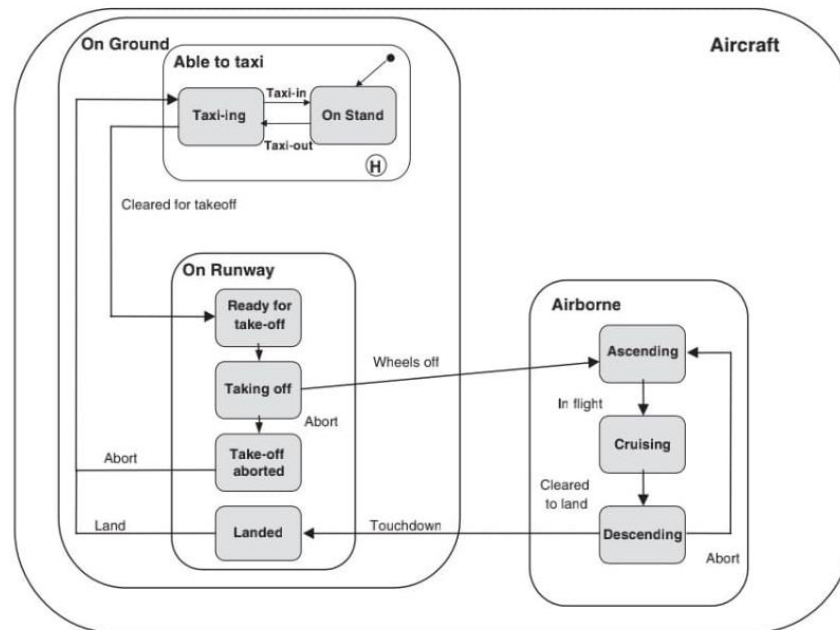 On Ground
Aircraft
Able to taxi
Taxi-in
Taxi-ing
On Stand
Taxi-out
H
Cleared for takeoff
On Runway
Ready for
take-off
Airborne
Wheels off
Ascending
Taking off
In flight
Abort
Cruising
Take-off
aborted
Abort
Cleared
to land
Land
Landed
Touchdown
Descending
Abort